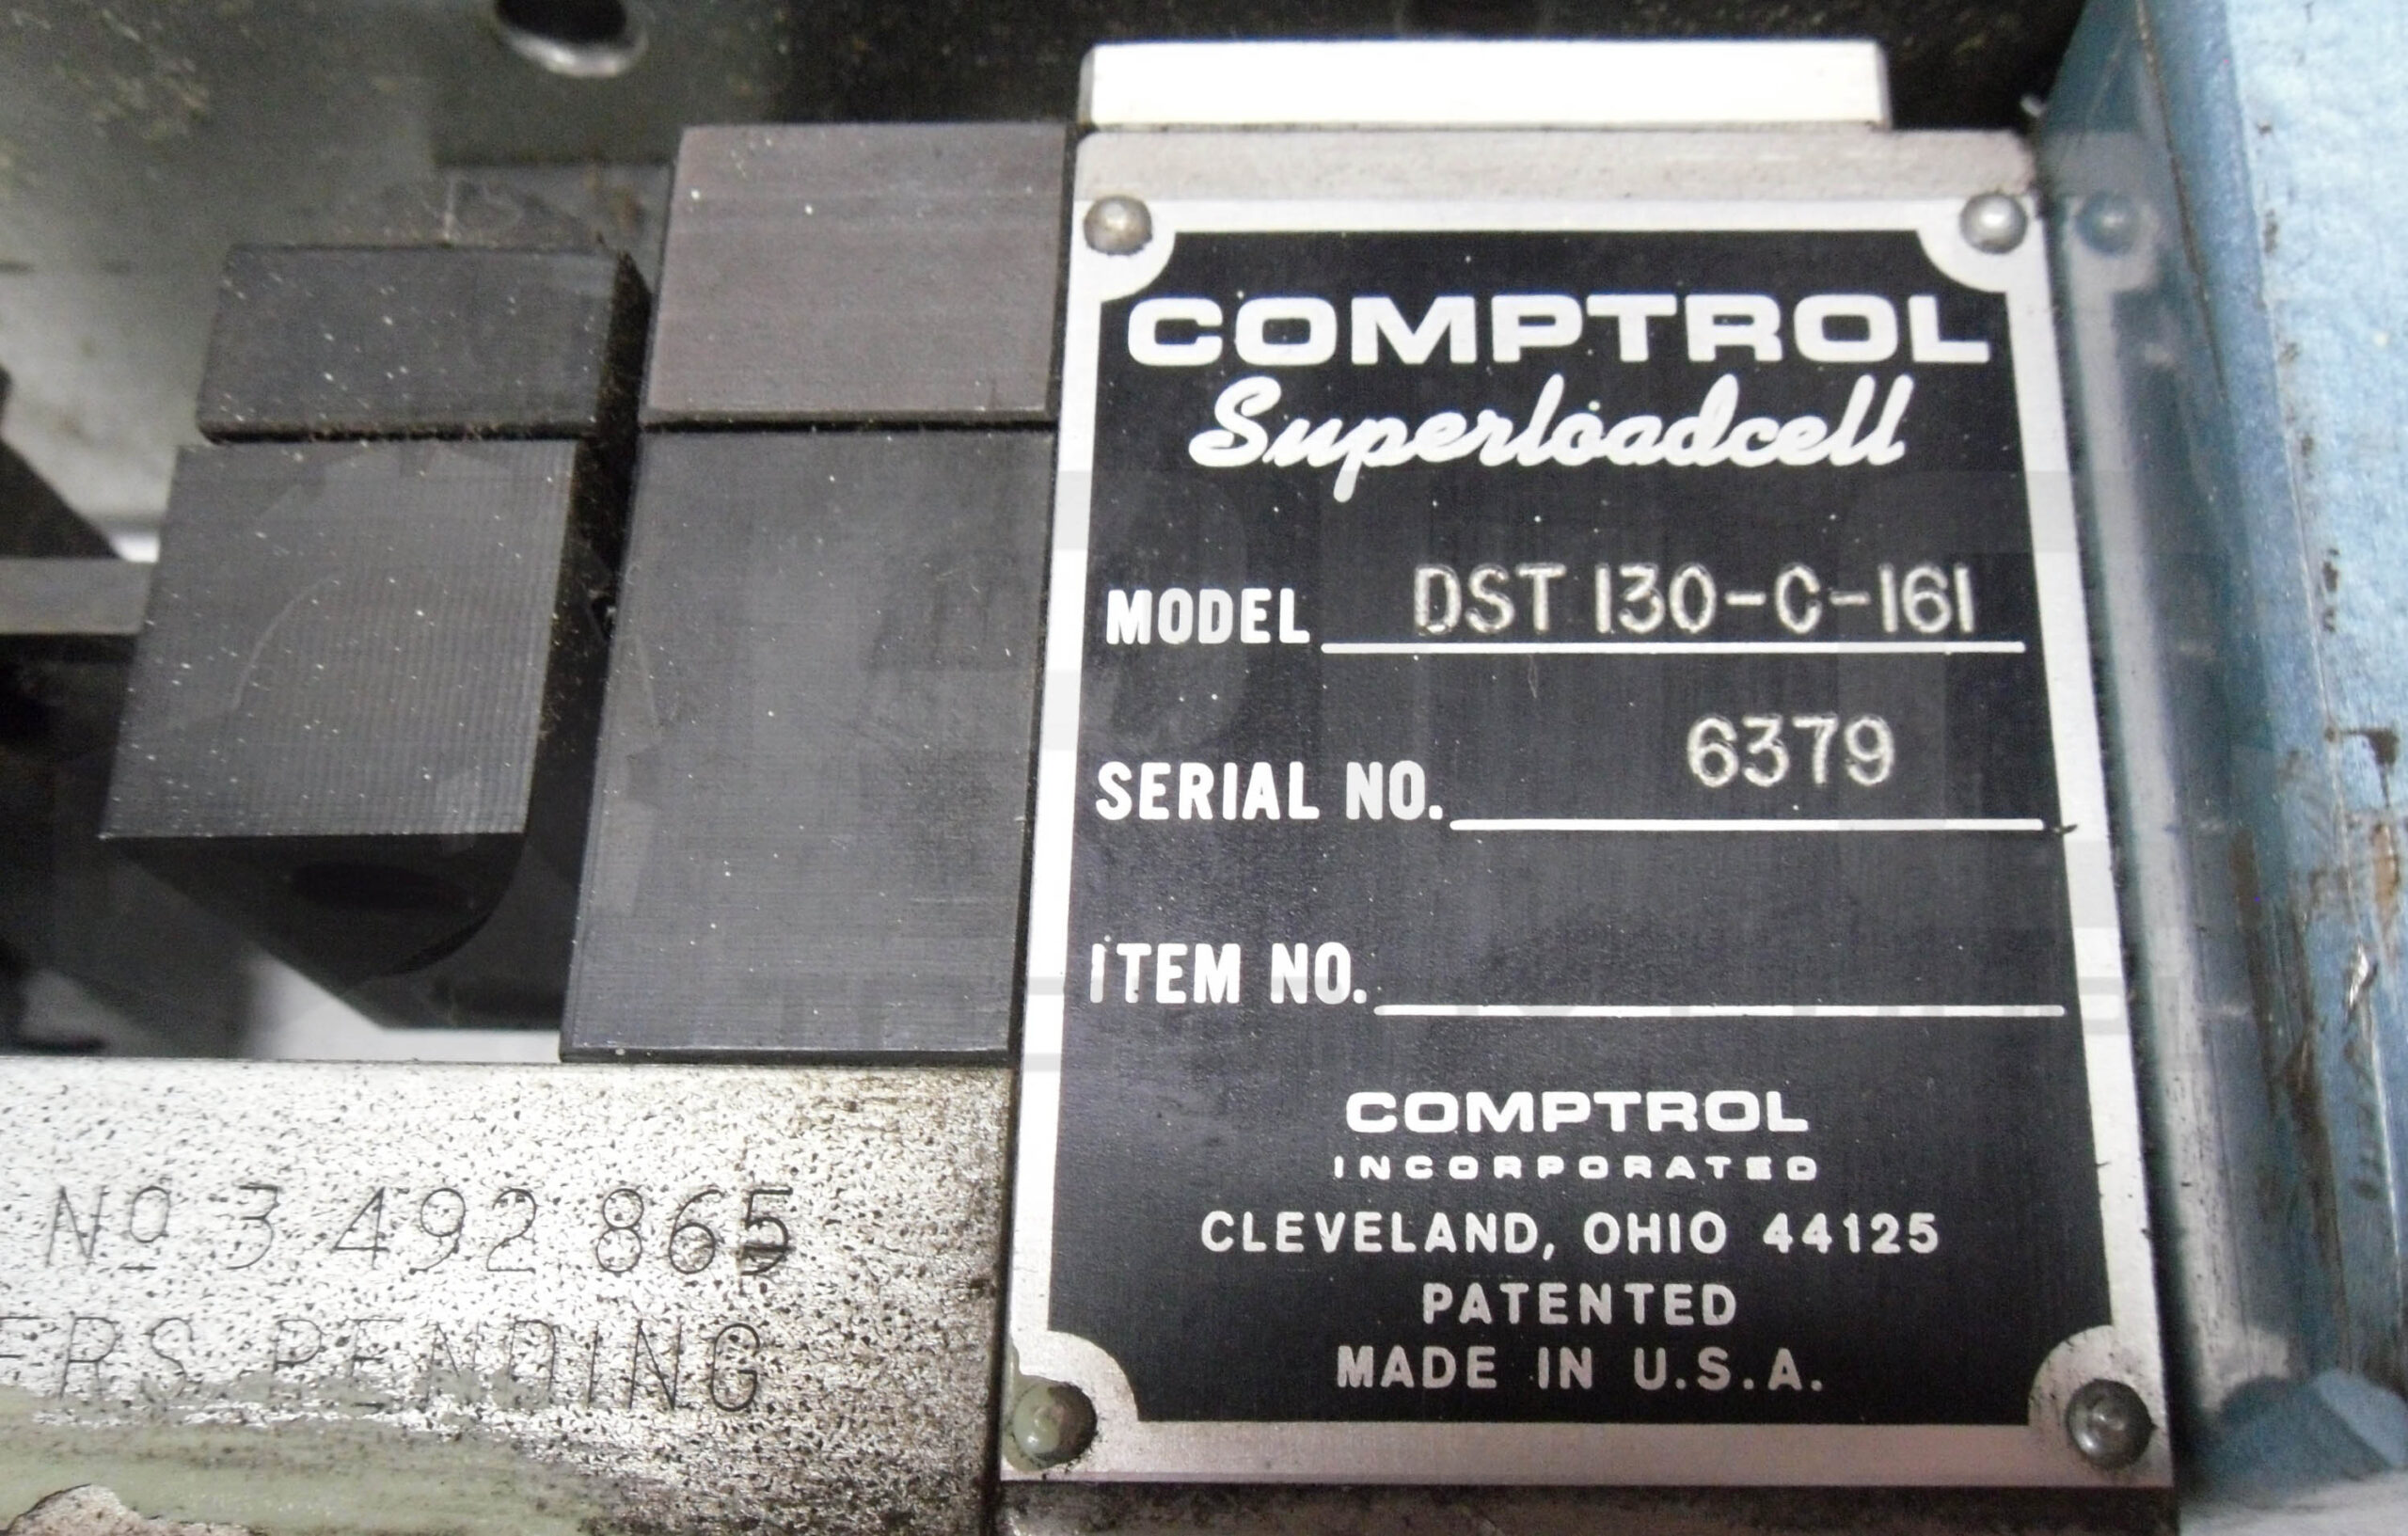 COMPTROL
Superloadcell
MODEL DST 130-C-161
SERIAL NO. 6379
ITEM NO.
COMPTROL
INCORPORATED
CLEVELAND, OHIO 44125
PATENTED
MADE IN U.S.A.
Nº 3 492 865
PENDING